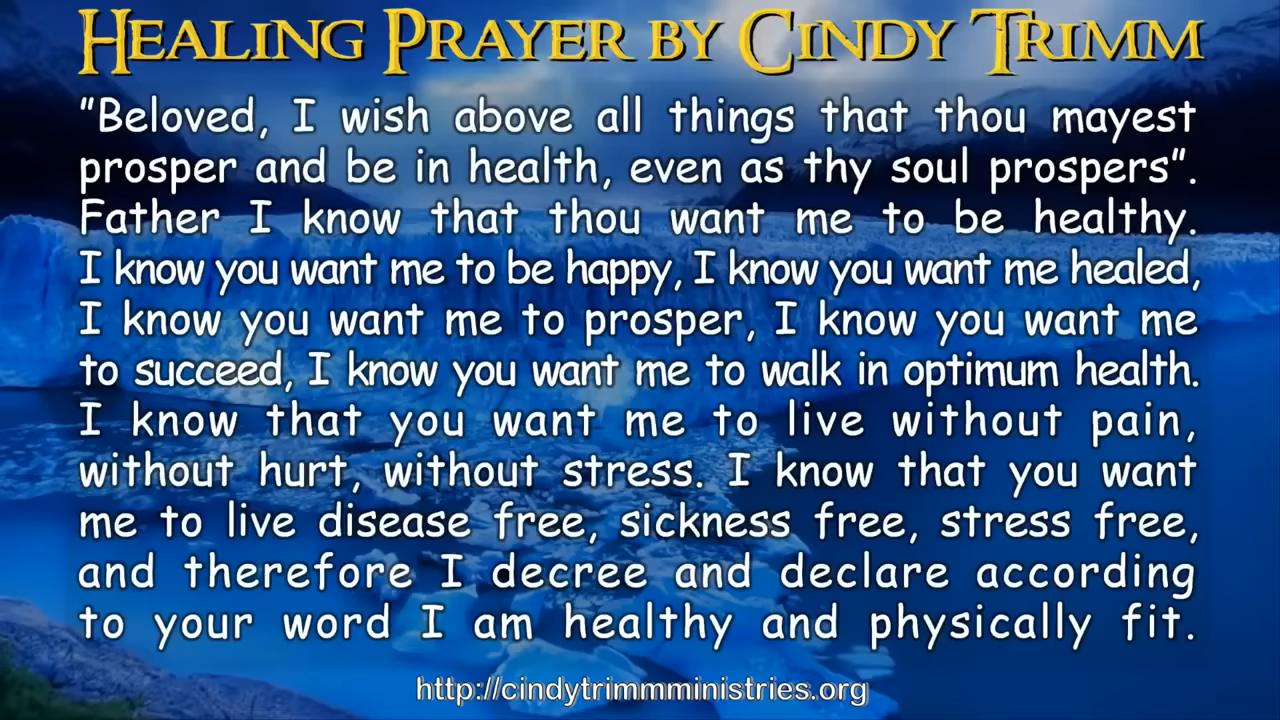 Healing Prayer by Cindy Trimm
"Beloved, I wish above all things that thou mayest
prosper and be in health, even as thy soul prospers".
Father I know that thou want me to be healthy.
I know you want me to be happy, I know you want me healed,
I know you want me to prosper, I know you want me
to succeed, I know you want me to walk in optimum health.
I know that you want me to live without pain,
without hurt, without stress. I know that you want
me to live disease free, sickness free, stress free,
and therefore I decree and declare according
to your word I am healthy and physically fit.
http://cindytrimmministries.org